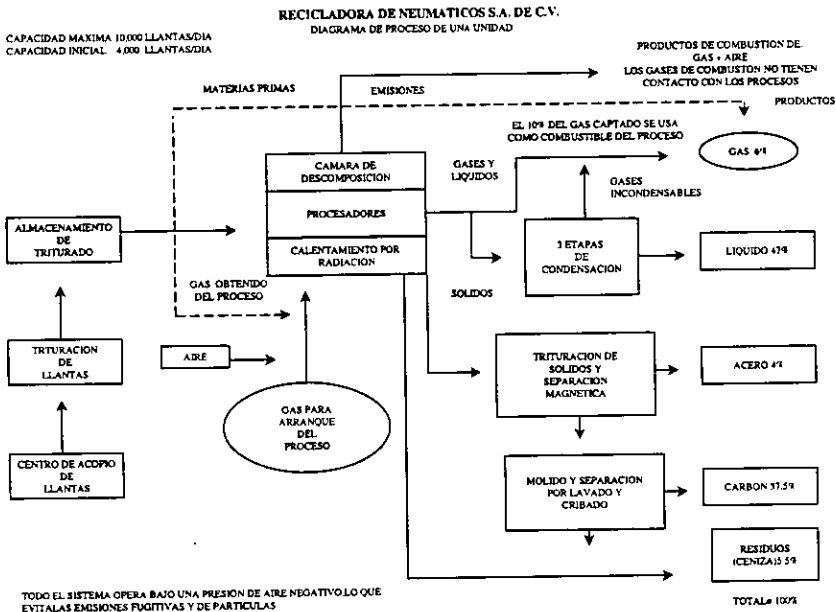 RECICLADORA DE NEUMATICOS S.A. DE C.V.
DIAGRAMA DE PROCESO DE UNA UNIDAD
CAPACIDAD MAXIMA 10,000 LLANTAS/DIA
CAPACIDAD INICIAL 4,000 LLANTAS/DIA
PRODUCTOS DE COMBUSTION DE
GAS + AIRE
LOS GASES DE COMBUSTON NO TIENEN
CONTACTO CON LOS PROCESOS
MATERIAS PRIMAS
EMISIONES
PRODUCTOS
EL 10% DEL GAS CAPTADO SE USA
COMO COMBUSTIBLE DEL PROCESO
GAS 6%
CAMARA DE
DESCOMPOSICION
GASES Y
LIQUIDOS
GASES
INCONDENSABLES
PROCESADORES
ALMACENAMIENTO
DE
TRITURADO
CALENTAMIENTO POR
RADIACION
3 ETAPAS
DE
CONDENSACION
LIQUIDO 47%
GAS OBTENIDO
DEL PROCESO
SOLIDOS
TRTURACION
DE
LLANTAS
AIRE
TRITURACION DE
SOLIDOS Y
SEPARACION
MAGNETICA
ACERO 4%
GAS PARA
ARRANQUE
DEL
PROCESO
CENTRO DE ACOPIO
DE
LLANTAS
MOLIDO Y SEPARACION
POR LAVADO Y
CRIBADO
CARBON 37.5%
RESIDUOS
(CENIZA)5 5%
TODO EL SISTEMA OPERA BAJO UNA PRESION DE AIRE NEGATIVO.LO QUE
EVITALAS EMISIONES FUGITIVAS Y DE PARTICULAS
TOTAL= 100%